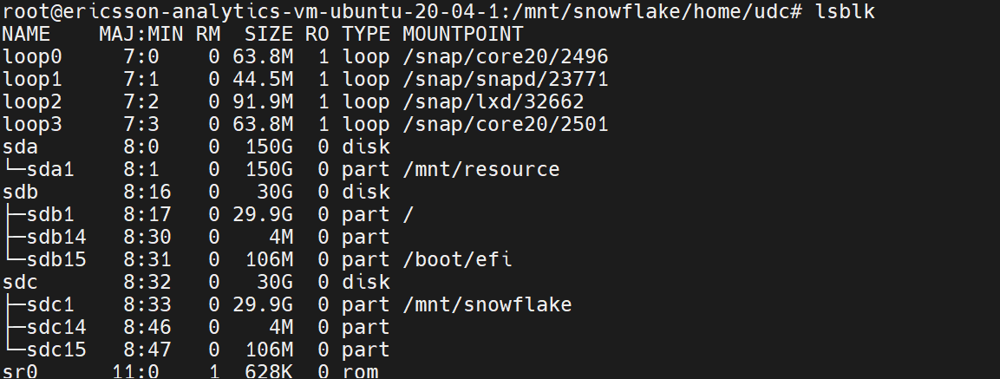 root@ericsson-analytics-vm-ubuntu-20-04-1:/mnt/snowflake/home/udc# lsblk
NAME    MAJ:MIN RM  SIZE RO TYPE MOUNTPOINT
loop0     7:0    0 63.8M  1 loop /snap/core20/2496
loop1     7:1    0 44.5M  1 loop /snap/snapd/23771
loop2     7:2    0 91.9M  1 loop /snap/lxd/32662
loop3     7:3    0 63.8M  1 loop /snap/core20/2501
sda       8:0    0  150G  0 disk
└─sda1    8:1    0  150G  0 part /mnt/resource
sdb       8:16   0   30G  0 disk
├─sdb1    8:17   0 29.9G  0 part /
├─sdb14   8:30   0    4M  0 part
└─sdb15   8:31   0  106M  0 part /boot/efi
sdc       8:32   0   30G  0 disk
├─sdc1    8:33   0 29.9G  0 part /mnt/snowflake
├─sdc14   8:46   0    4M  0 part
└─sdc15   8:47   0  106M  0 part
sr0      11:0    1  628K  0 rom